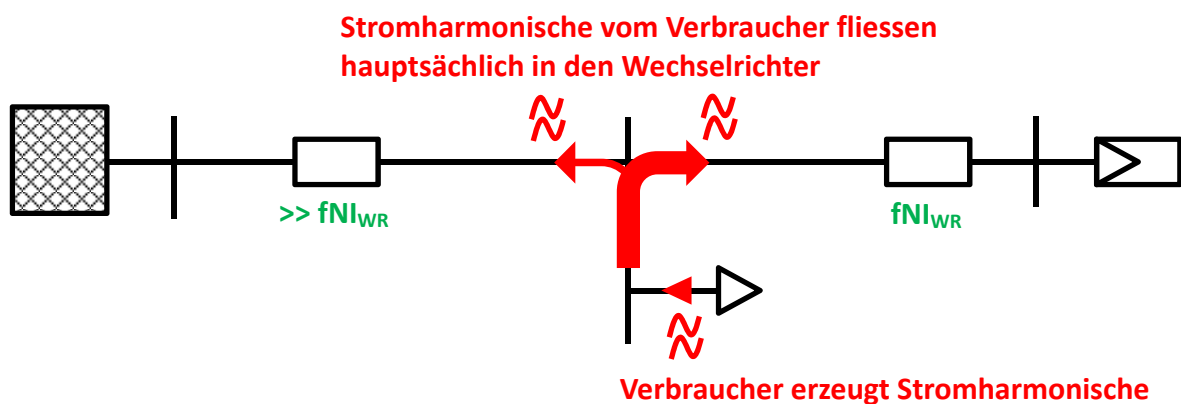 Stromharmonische vom Verbraucher fliessen
hauptsächlich in den Wechselrichter
>> fNI_WR
fNI_WR
Verbraucher erzeugt Stromharmonische